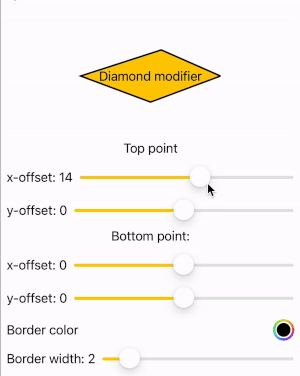 Diamond modifier
Top point
x-offset: 14
y-offset: 0
Bottom point:
x-offset: 0
y-offset: 0
Border color
Border width: 2